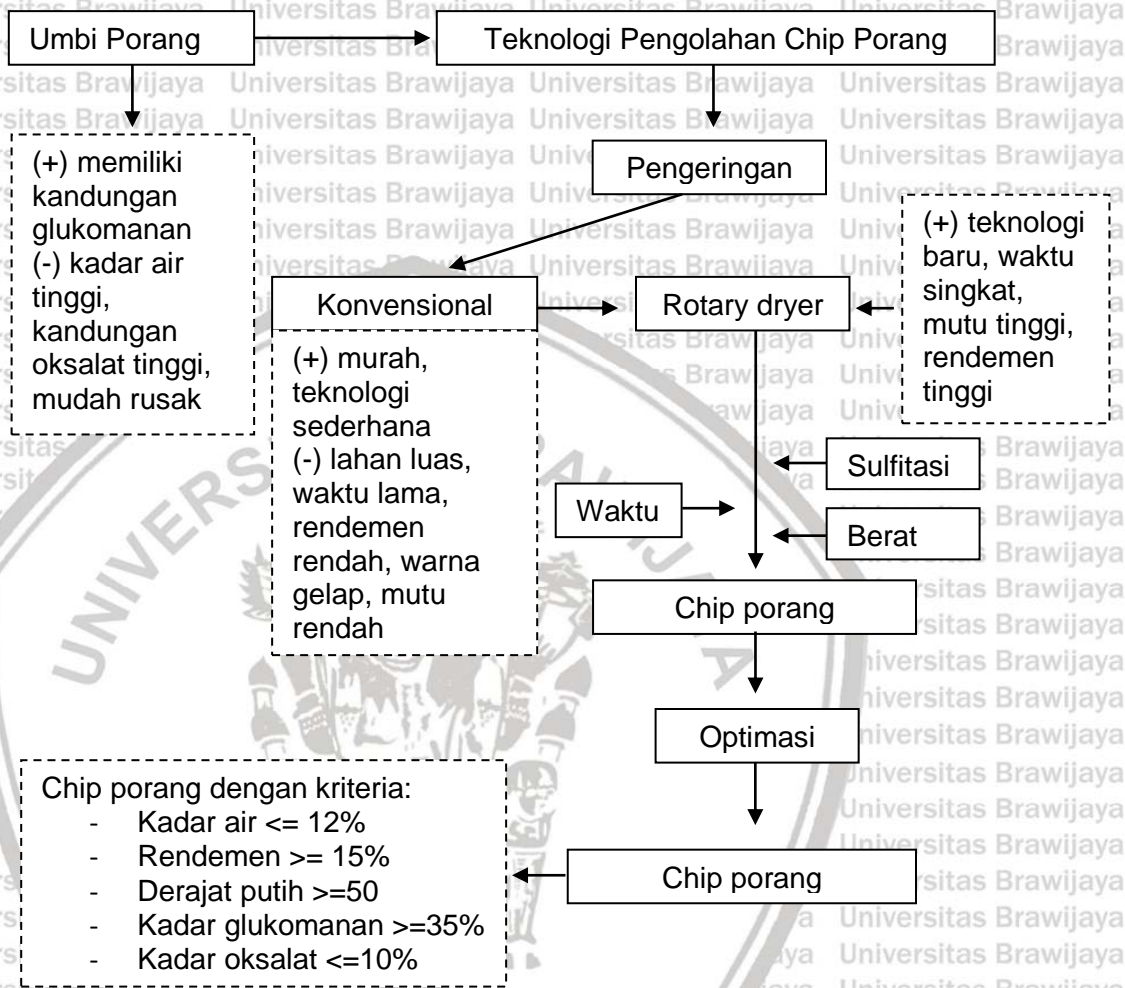 Umbi Porang
Teknologi Pengolahan Chip Porang
(+) memiliki
kandungan
glukomanan
(-) kadar air
tinggi,
kandungan
oksalat tinggi,
mudah rusak
Pengeringan
Konvensional
Rotary dryer
(+) teknologi
baru, waktu
singkat,
mutu tinggi,
rendemen
tinggi
(+) murah,
teknologi
sederhana
(-) lahan luas,
waktu lama,
rendemen
rendah, warna
gelap, mutu
rendah
Sulfitasi
Waktu
Berat
Chip porang
Optimasi
Chip porang
Chip porang dengan kriteria:
- Kadar air <= 12%
- Rendemen >= 15%
- Derajat putih >=50
- Kadar glukomanan >=35%
- Kadar oksalat <=10%